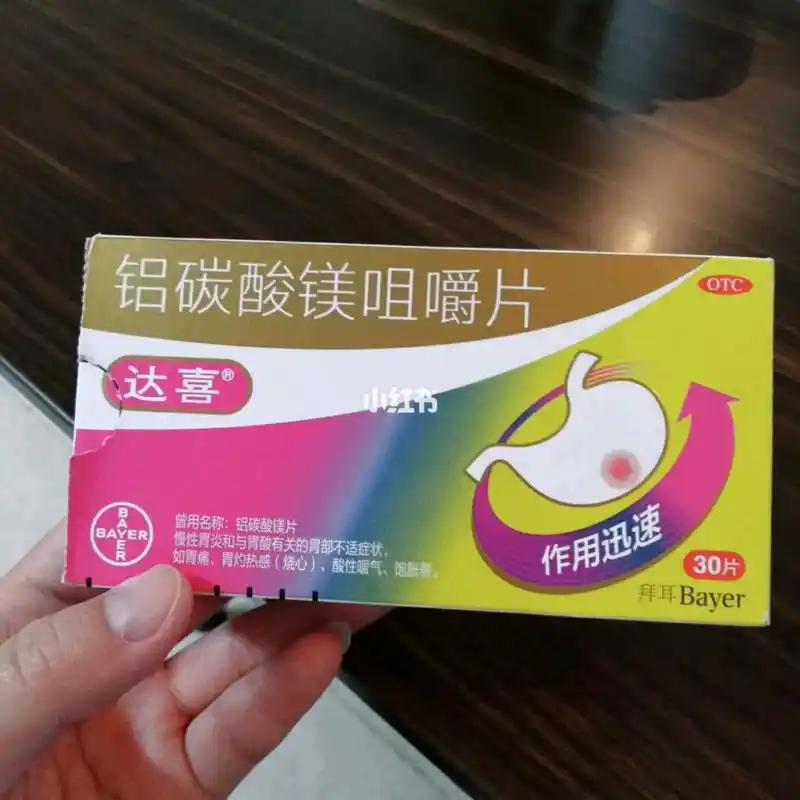 铝碳酸镁咀嚼片
OTC
达喜®
小红书
BAYER
BAYER
曾用名称：铝碳酸镁片
慢性胃炎和与胃酸有关的胃部不适症状，
如胃痛、胃灼热感（烧心）、酸性嗳气、饱胀等。
作用迅速
30片
拜耳Bayer